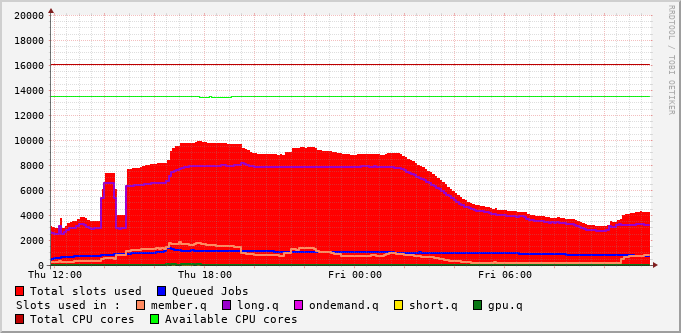 20000
18000
16000
14000
12000
10000
8000
6000
4000
2000
0
Thu 12:00 Thu 18:00 Fri 00:00 Fri 06:00
RRDTOOL / TOBI OETIKER
Total slots used Queued Jobs
Slots used in : member.q long.q ondemand.q short.q gpu.q
Total CPU cores Available CPU cores